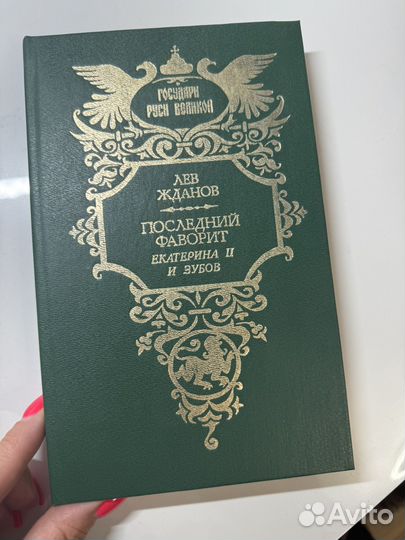 ГОСУДАРИ
РУСИ ВЕЛИКОЙ
ЛЕВ
ЖДАНОВ
ПОСЛЕДНИЙ
ФАВОРИТ
ЕКАТЕРИНА II
И ЗУБОВ
Avito